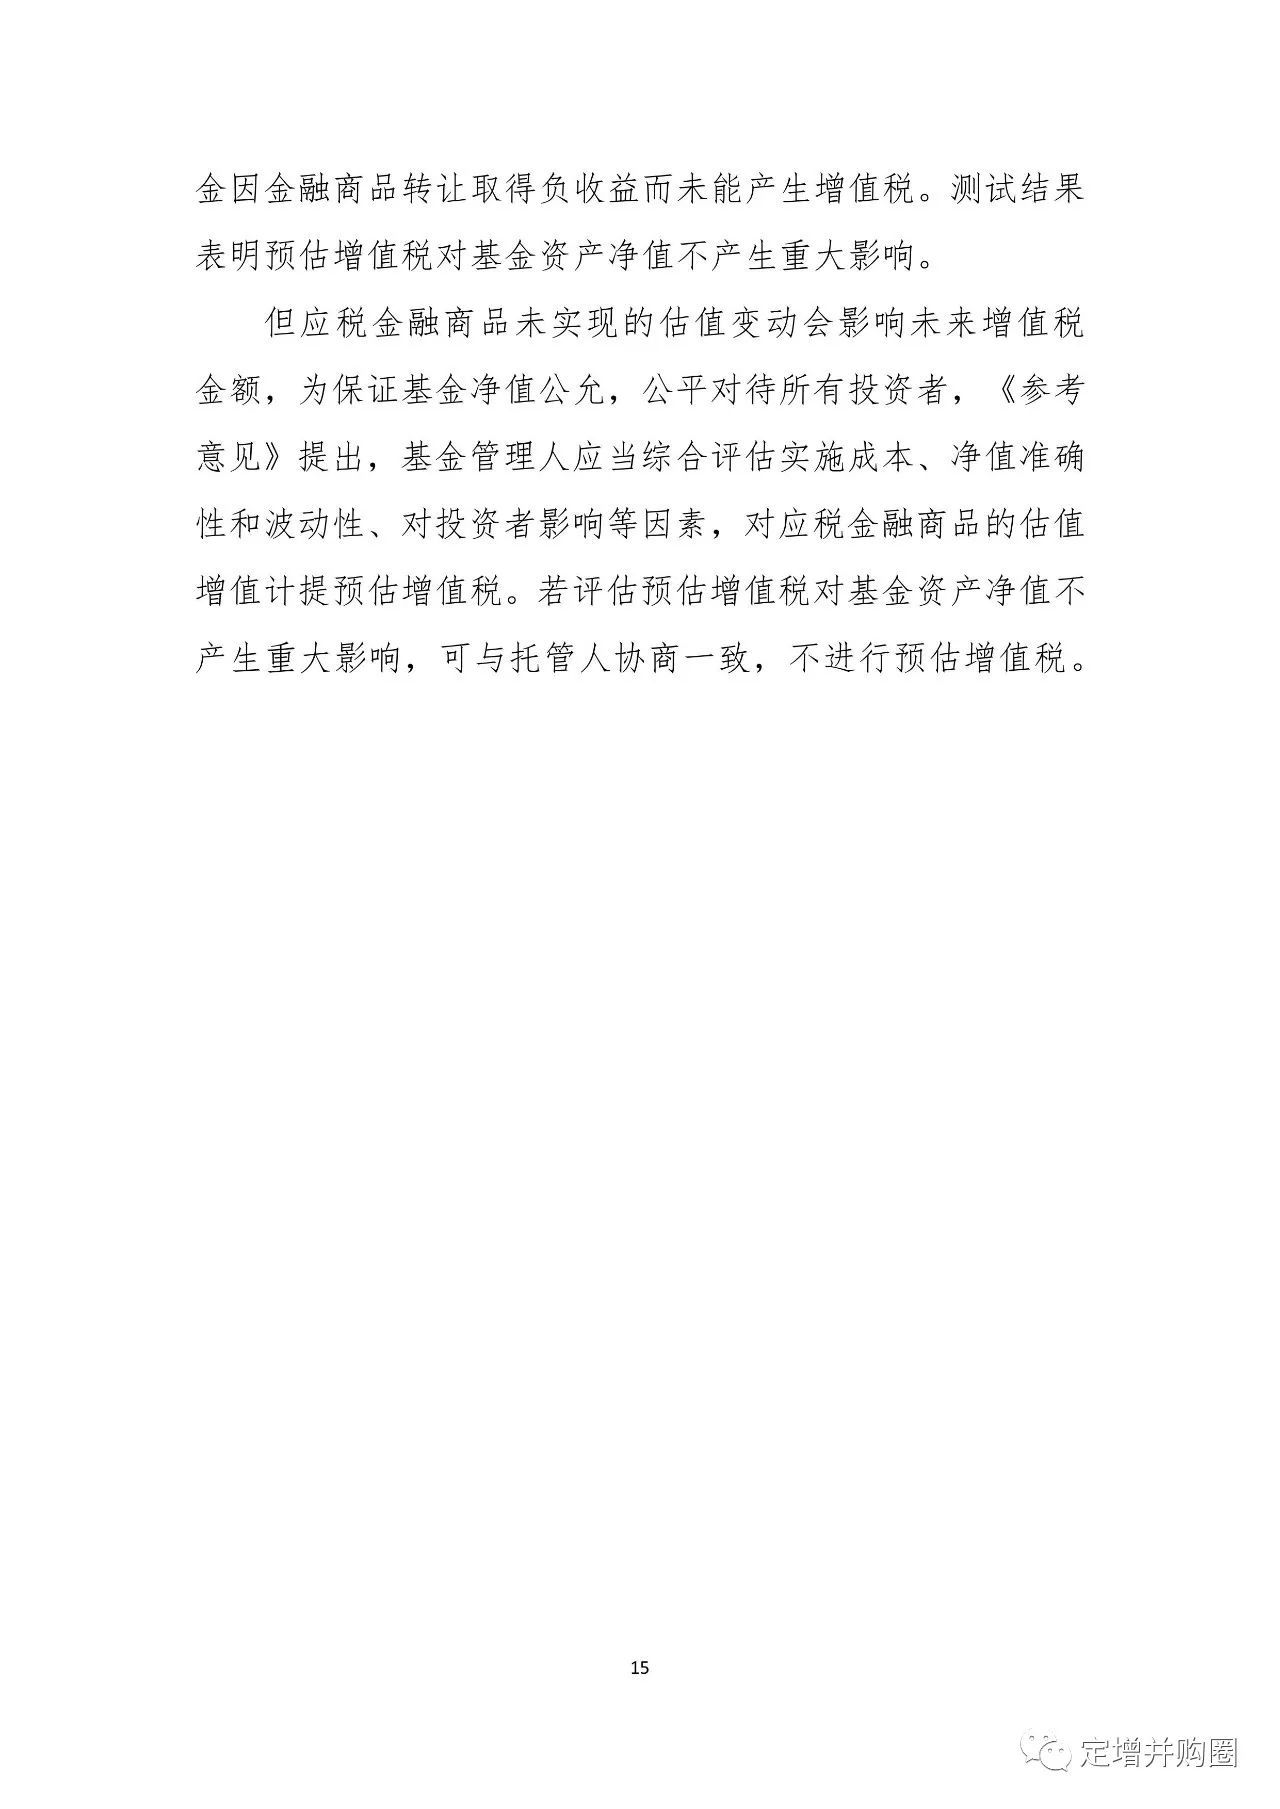 金因金融商品转让取得负收益而未能产生增值税。测试结果
表明预估增值税对基金资产净值不产生重大影响。
但应税金融商品未实现的估值变动会影响未来增值税
金额，为保证基金净值公允，公平对待所有投资者，《参考
意见》提出，基金管理人应当综合评估实施成本、净值准确
性和波动性、对投资者影响等因素，对应税金融商品的估值
增值计提预估增值税。若评估预估增值税对基金资产净值不
产生重大影响，可与托管人协商一致，不进行预估增值税。
15
定增并购圈